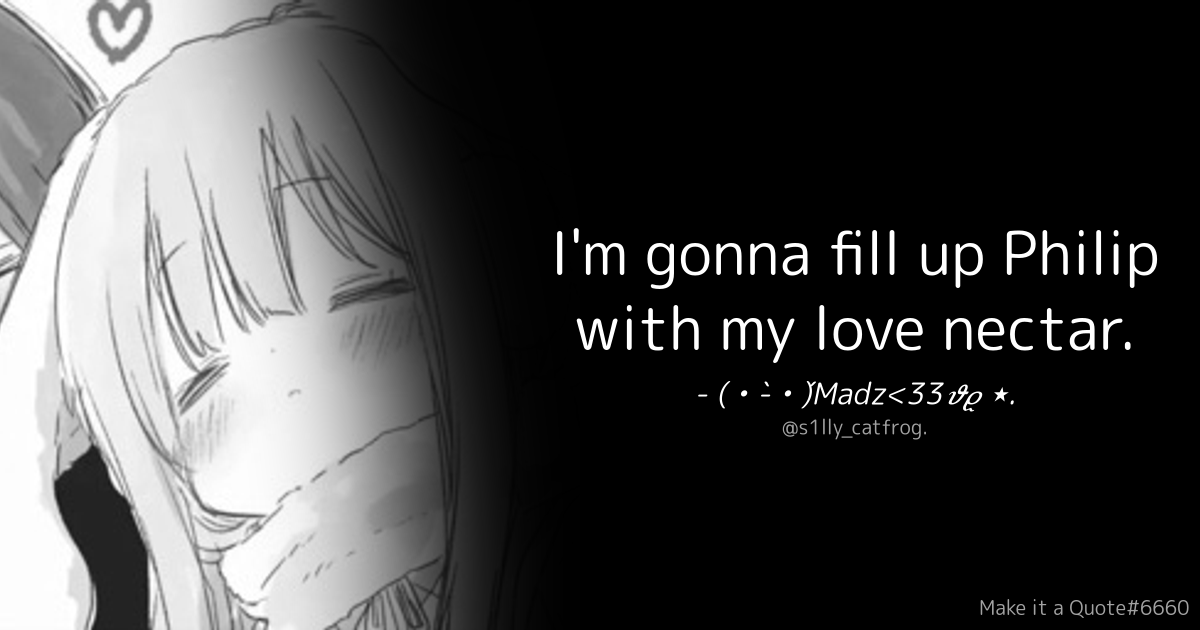 I'm gonna fill up Philip
with my love nectar.
- ( • ̀ - • ́)Madz<33𝜗𝜚 ⋆.
@s1lly_catfrog.
Make it a Quote#6660